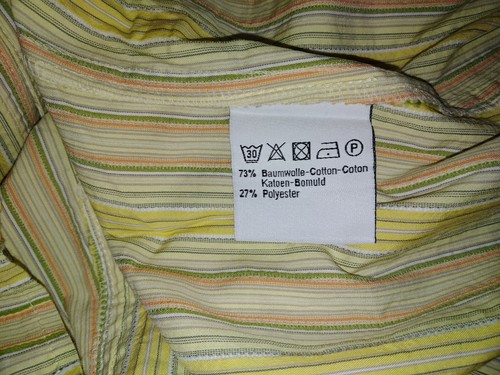 30 P
73% Baumwolle-Cotton-Coton
Katoen-Bomuld
27% Polyester